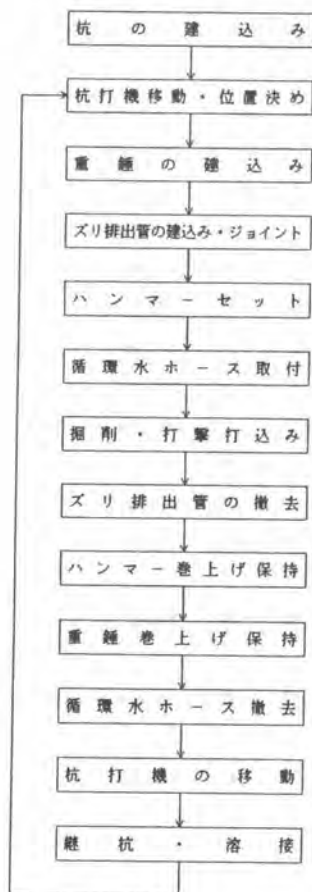 杭の建込み
杭打機移動・位置決め
重錘の建込み
ズリ排出管の建込み・ジョイント
ハンマーセット
循環水ホース取付
掘削・打撃打込み
ズリ排出管の撤去
ハンマー巻上げ保持
重錘巻上げ保持
循環水ホース撤去
杭打機の移動
継杭・溶接